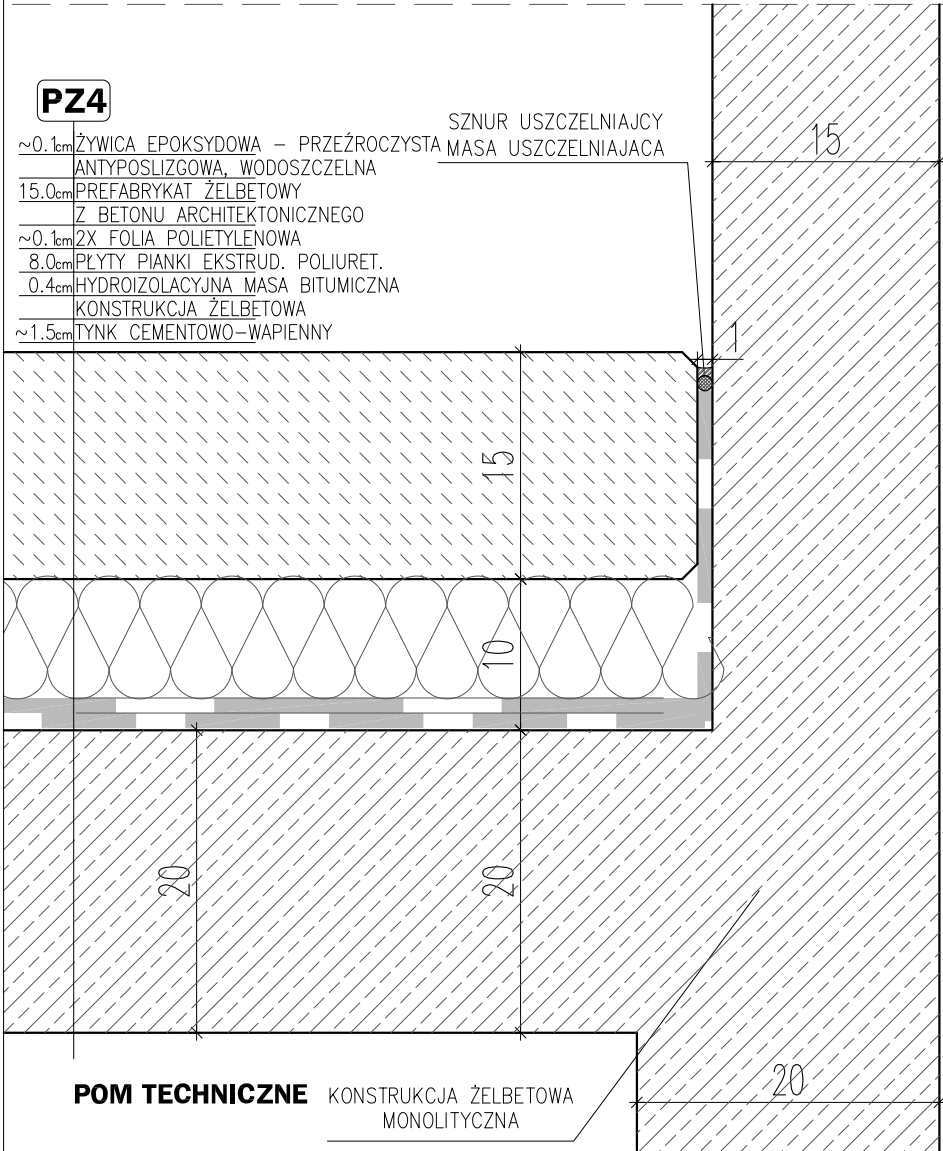 PZ4
~0.1cm ŻYWICA EPOKSYDOWA – PRZEŹROCZYSTA
ANTYPOSLIZGOWA, WODOSZCZELNA
15.0cm PREFABRYKAT ŻELBETOWY
Z BETONU ARCHITEKTONICZNEGO
~0.1cm 2X FOLIA POLIETYLENOWA
8.0cm PŁYTY PIANKI EKSTRUD. POLIURET.
0.4cm HYDROIZOLACYJNA MASA BITUMICZNA
KONSTRUKCJA ŻELBETOWA
~1.5cm TYNK CEMENTOWO–WAPIENNY
SZNUR USZCZELNIAJCY
MASA USZCZELNIAJACA
15
1
15
10
20
20
POM TECHNICZNE
KONSTRUKCJA ŻELBETOWA
MONOLITYCZNA
20